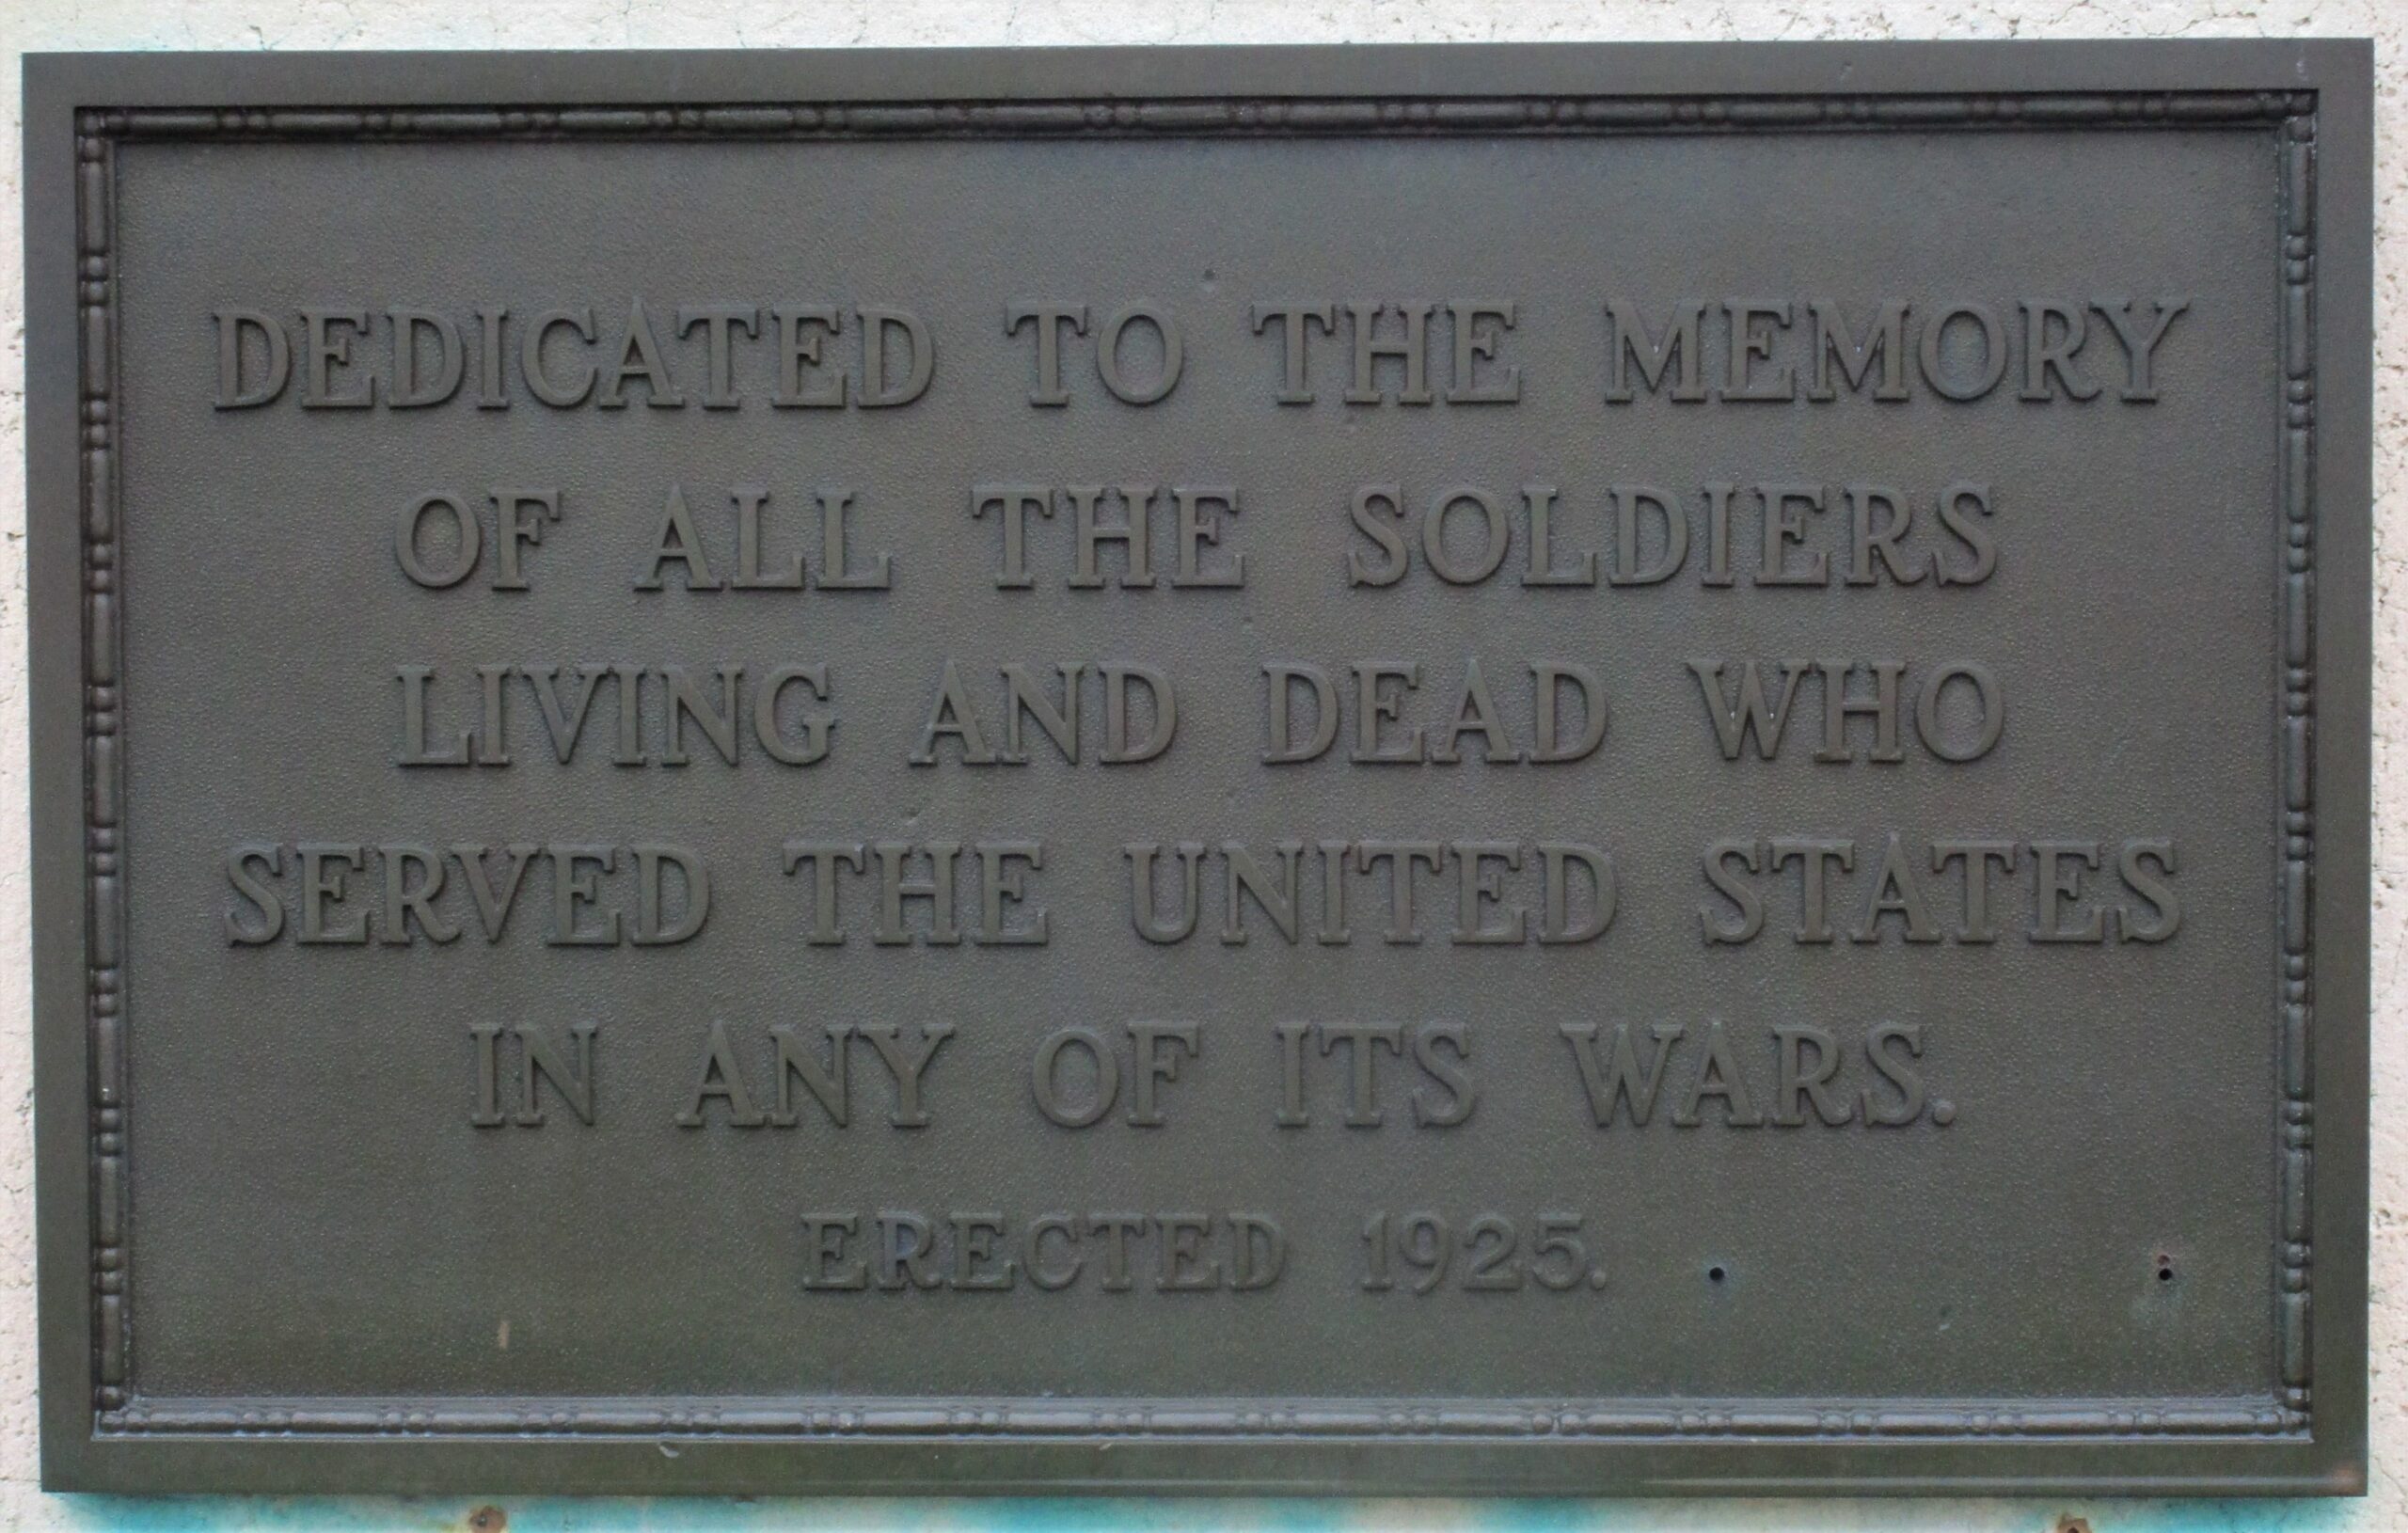 DEDICATED TO THE MEMORY
OF ALL THE SOLDIERS
LIVING AND DEAD WHO
SERVED THE UNITED STATES
IN ANY OF ITS WARS.
ERECTED 1925.